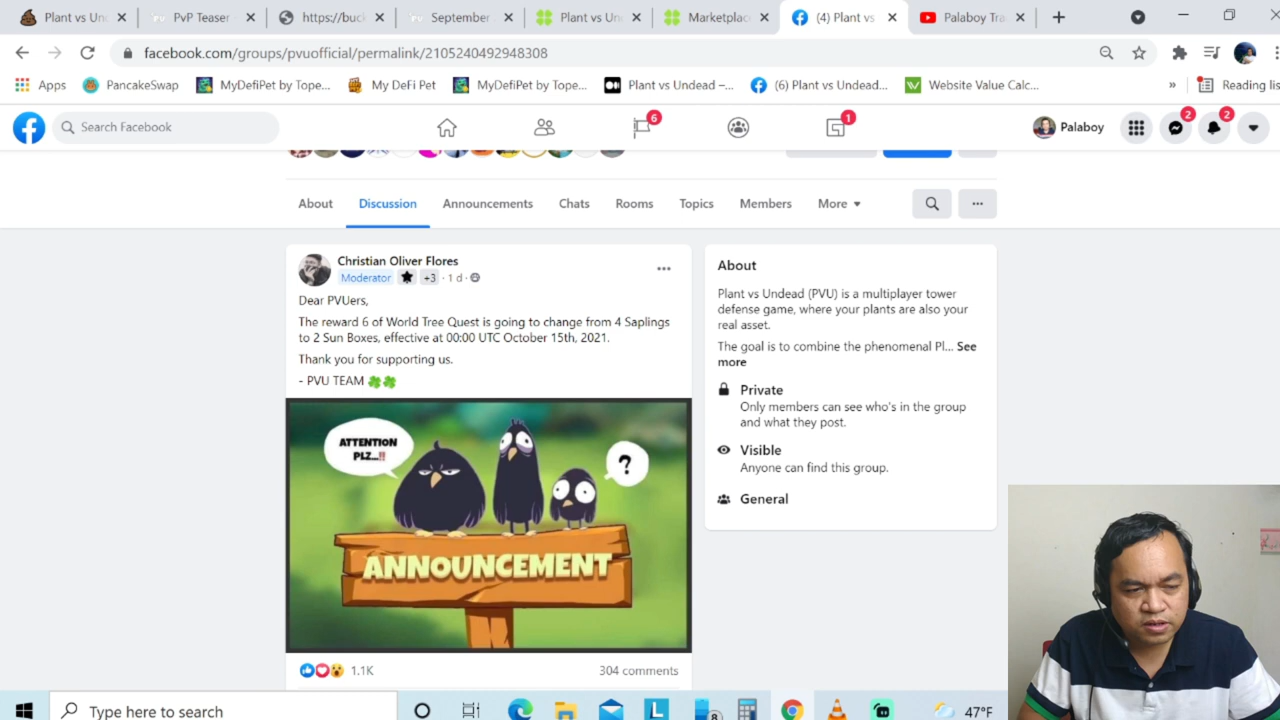 Plant vs Un
PvP Teaser
https://buck
September
Plant vs Un
Marketplac
(4) Plant vs
Palaboy Tra
facebook.com/groups/pvuofficial/permalink/2105240492948308
Apps
PancakeSwap
MyDefiPet by Tope...
My DeFi Pet
MyDefiPet by Tope...
Plant vs Undead –...
(6) Plant vs Undead...
Website Value Calc...
»
Reading list
Search Facebook
6
1
Palaboy
2
2
About
Discussion
Announcements
Chats
Rooms
Topics
Members
More
Christian Oliver Flores
Moderator
+3 · 1 d ·
Dear PVUers,
The reward 6 of World Tree Quest is going to change from 4 Saplings
to 2 Sun Boxes, effective at 00:00 UTC October 15th, 2021.
Thank you for supporting us.
- PVU TEAM 🍀🍀
ATTENTION
PLZ...!!
?
ANNOUNCEMENT
1.1K
304 comments
About
Plant vs Undead (PVU) is a multiplayer tower
defense game, where your plants are also your
real asset.
The goal is to combine the phenomenal Pl... See
more
Private
Only members can see who's in the group
and what they post.
Visible
Anyone can find this group.
General
Type here to search
L
8
47°F